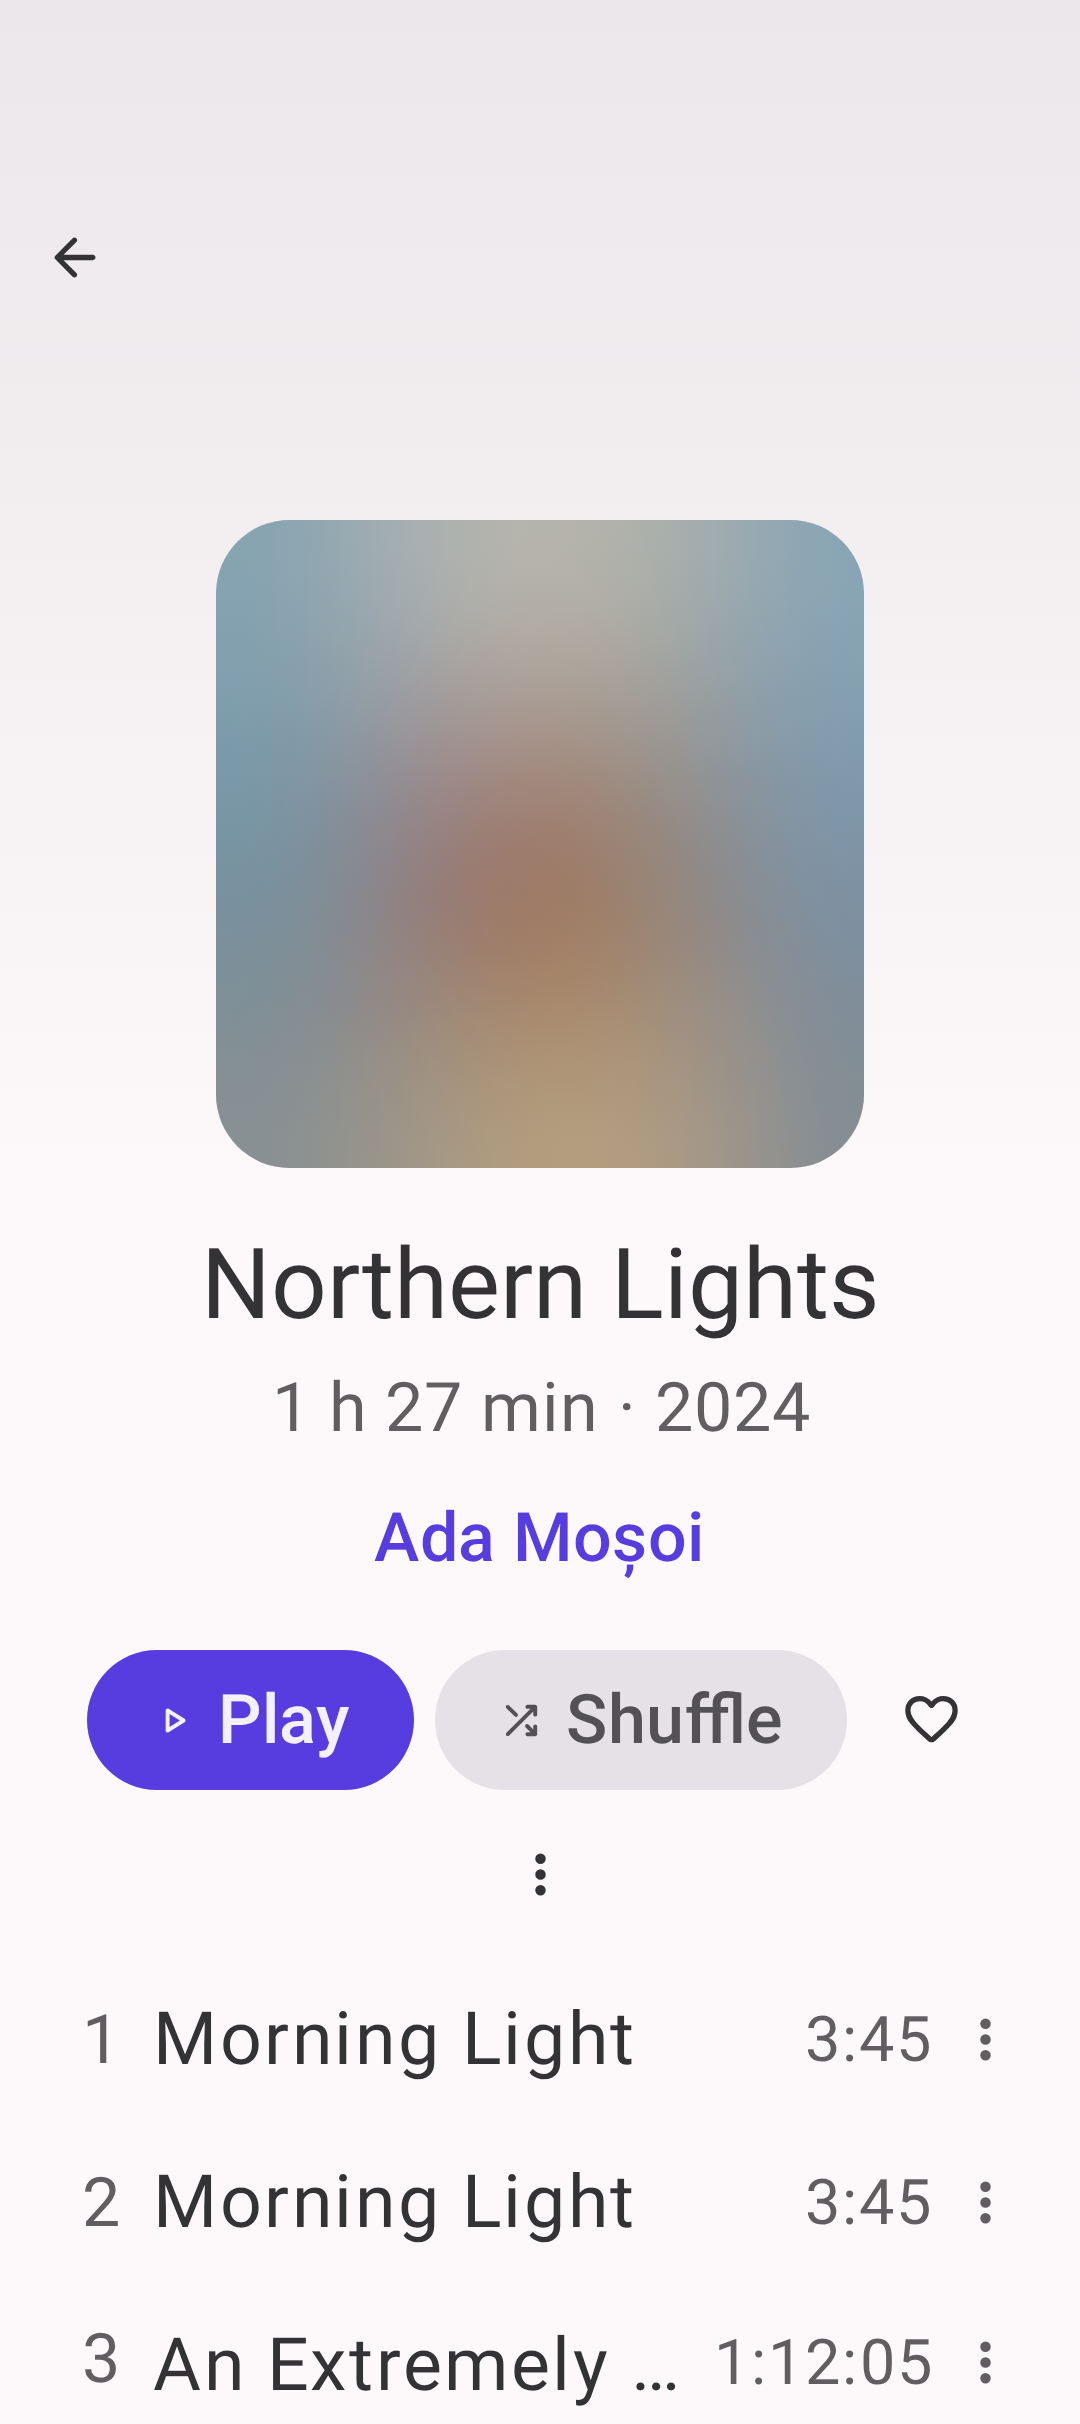 Northern Lights
1 h 27 min · 2024
Ada Moșoi
Play
Shuffle
1 Morning Light 3:45
2 Morning Light 3:45
3 An Extremely … 1:12:05